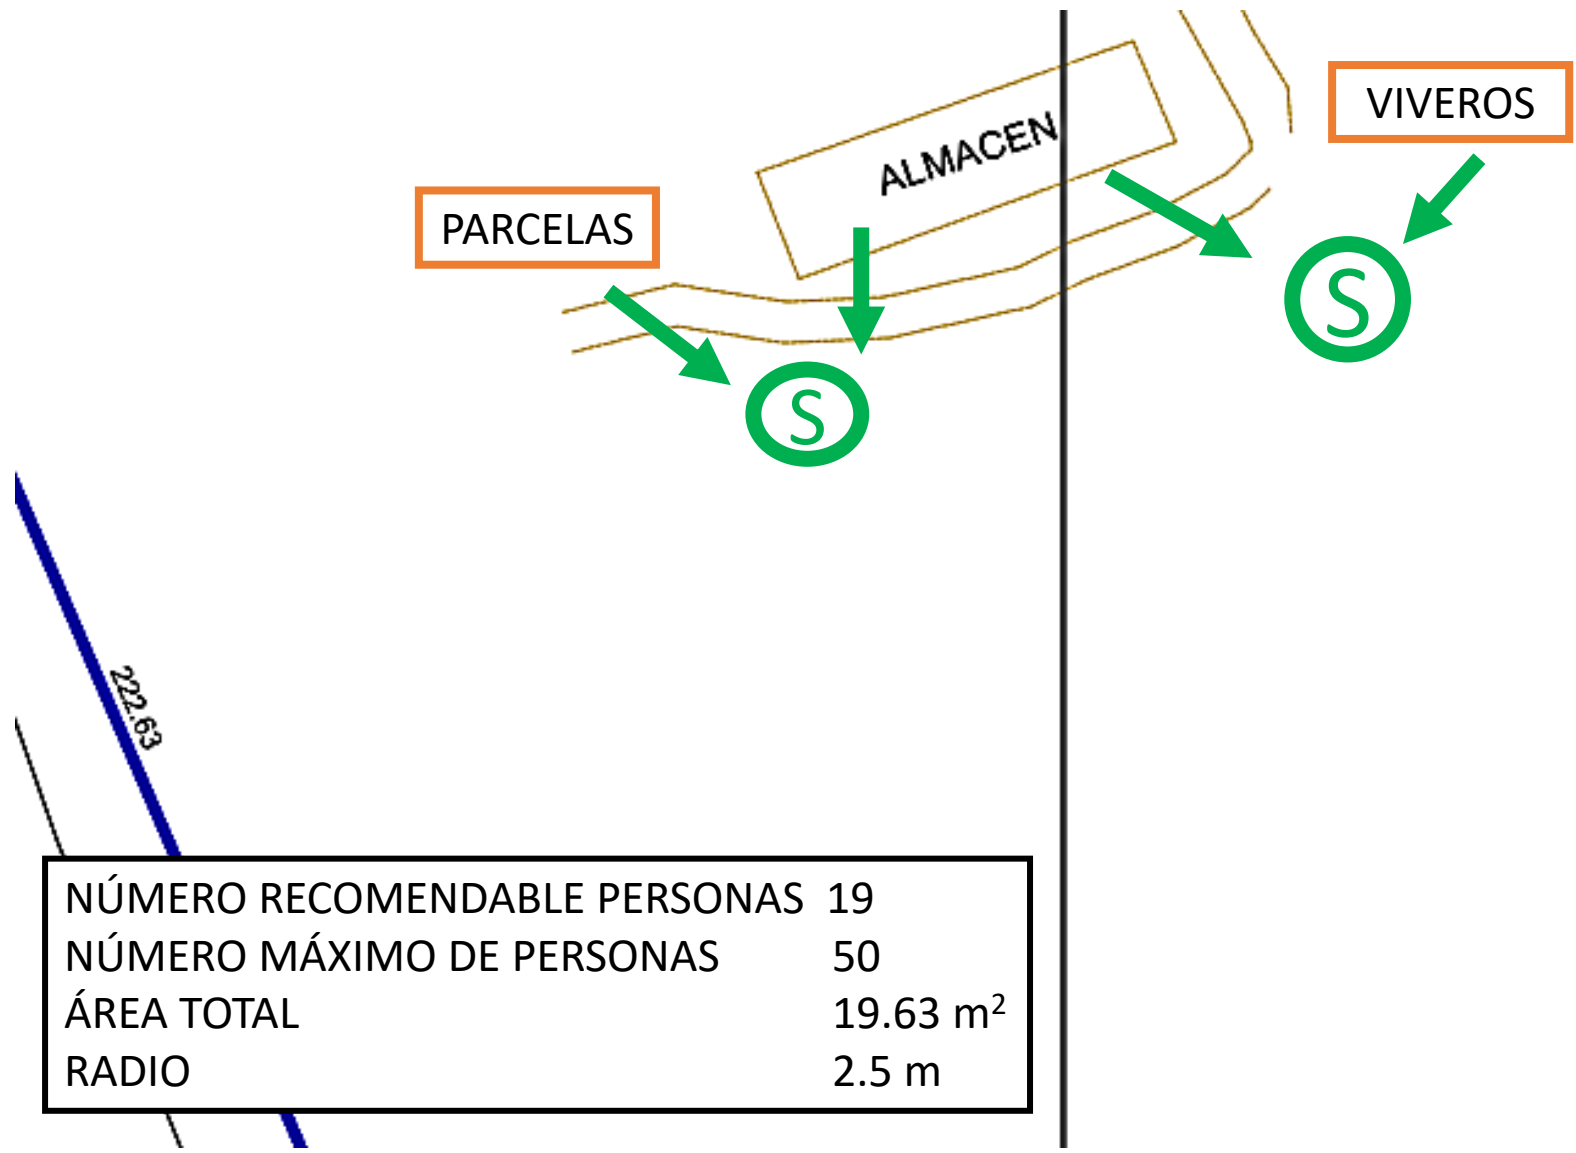 VIVEROS
ALMACEN
PARCELAS
S
S
222.63
NÚMERO RECOMENDABLE PERSONAS 19
NÚMERO MÁXIMO DE PERSONAS 50
ÁREA TOTAL 19.63 m²
RADIO 2.5 m